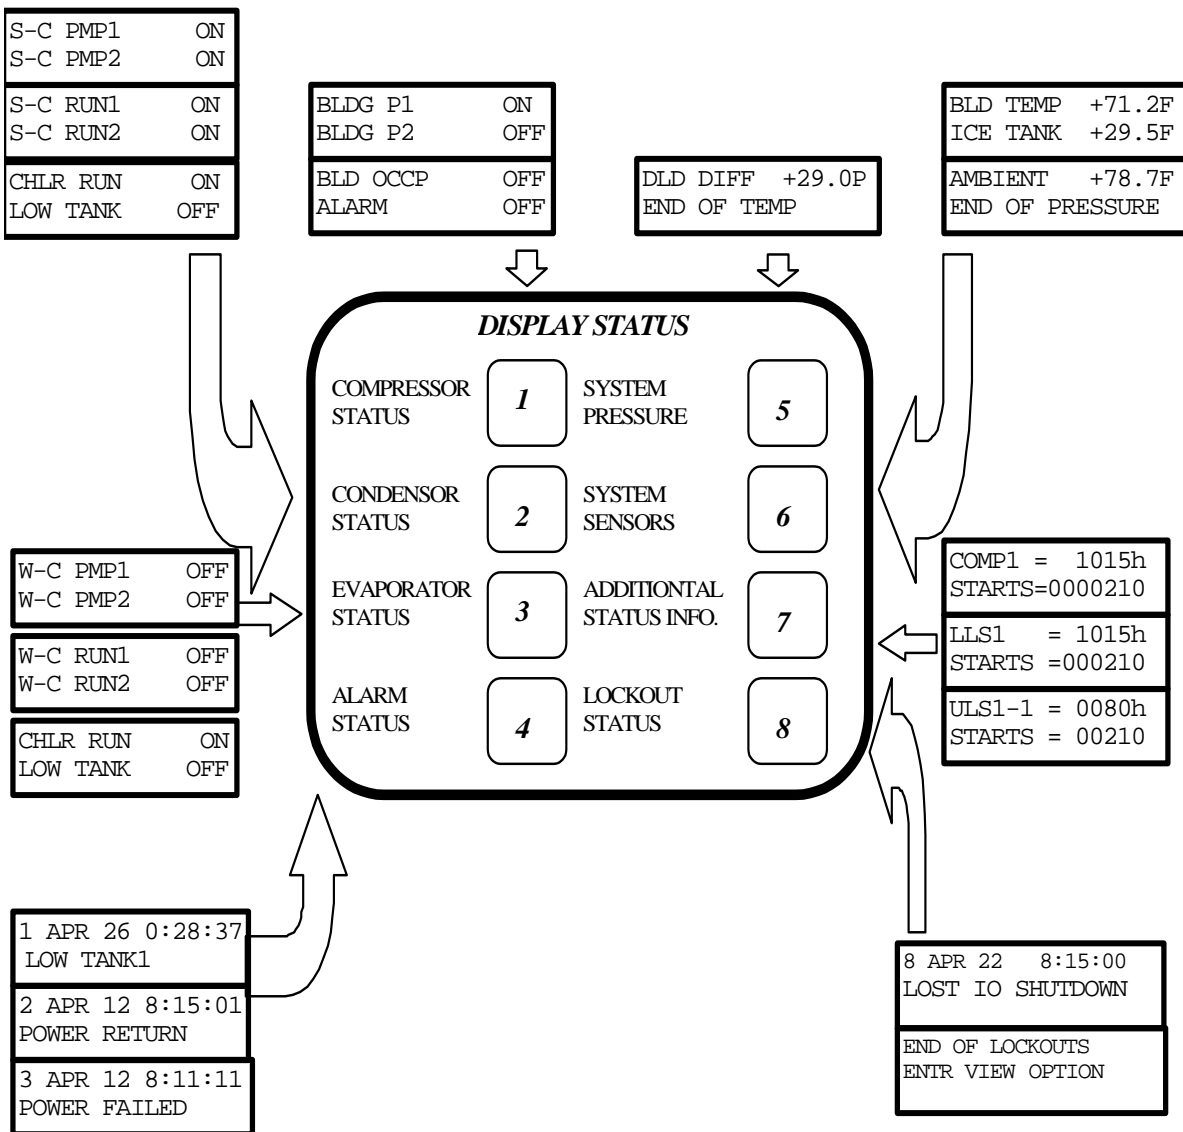 S-C PMP1 ON
S-C PMP2 ON
S-C RUN1 ON
S-C RUN2 ON
CHLR RUN ON
LOW TANK OFF
BLDG P1 ON
BLDG P2 OFF
BLD OCCP OFF
ALARM OFF
DLD DIFF +29.0P
END OF TEMP
BLD TEMP +71.2F
ICE TANK +29.5F
AMBIENT +78.7F
END OF PRESSURE
DISPLAY STATUS
COMPRESSOR
STATUS
1
SYSTEM
PRESSURE
5
CONDENSOR
STATUS
2
SYSTEM
SENSORS
6
EVAPORATOR
STATUS
3
ADDITIONTAL
STATUS INFO.
7
ALARM
STATUS
4
LOCKOUT
STATUS
8
W-C PMP1 OFF
W-C PMP2 OFF
W-C RUN1 OFF
W-C RUN2 OFF
CHLR RUN ON
LOW TANK OFF
COMP1 = 1015h
STARTS=0000210
LLS1 = 1015h
STARTS =000210
ULS1-1 = 0080h
STARTS = 00210
1 APR 26 0:28:37
LOW TANK1
2 APR 12 8:15:01
POWER RETURN
3 APR 12 8:11:11
POWER FAILED
8 APR 22 8:15:00
LOST IO SHUTDOWN
END OF LOCKOUTS
ENTR VIEW OPTION